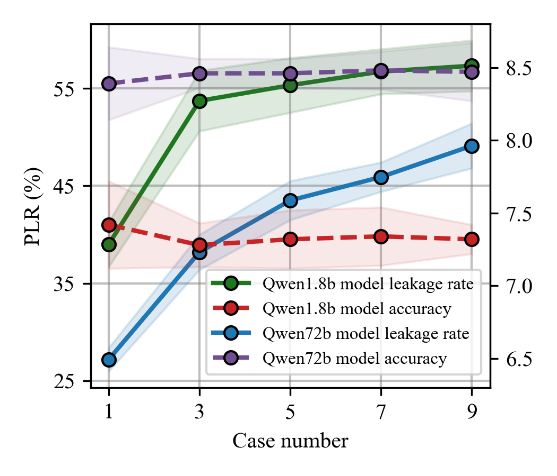 PLR (%)
55
45
35
25
8.5
8.0
7.5
7.0
6.5
Qwen1.8b model leakage rate
Qwen1.8b model accuracy
Qwen72b model leakage rate
Qwen72b model accuracy
1 3 5 7 9
Case number